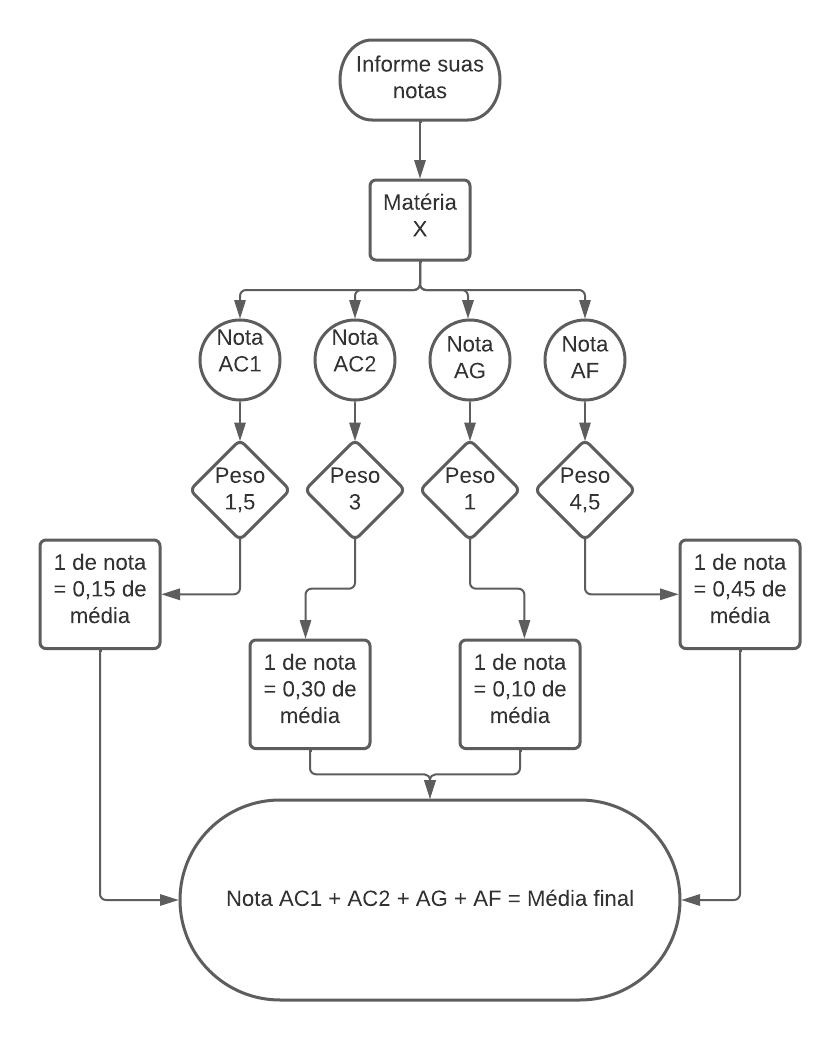 Informe suas
notas
Matéria
X
Nota
AC1
Nota
AC2
Nota
AG
Nota
AF
Peso
1,5
Peso
3
Peso
1
Peso
4,5
1 de nota
= 0,15 de
média
1 de nota
= 0,30 de
média
1 de nota
= 0,10 de
média
1 de nota
= 0,45 de
média
Nota AC1 + AC2 + AG + AF = Média final